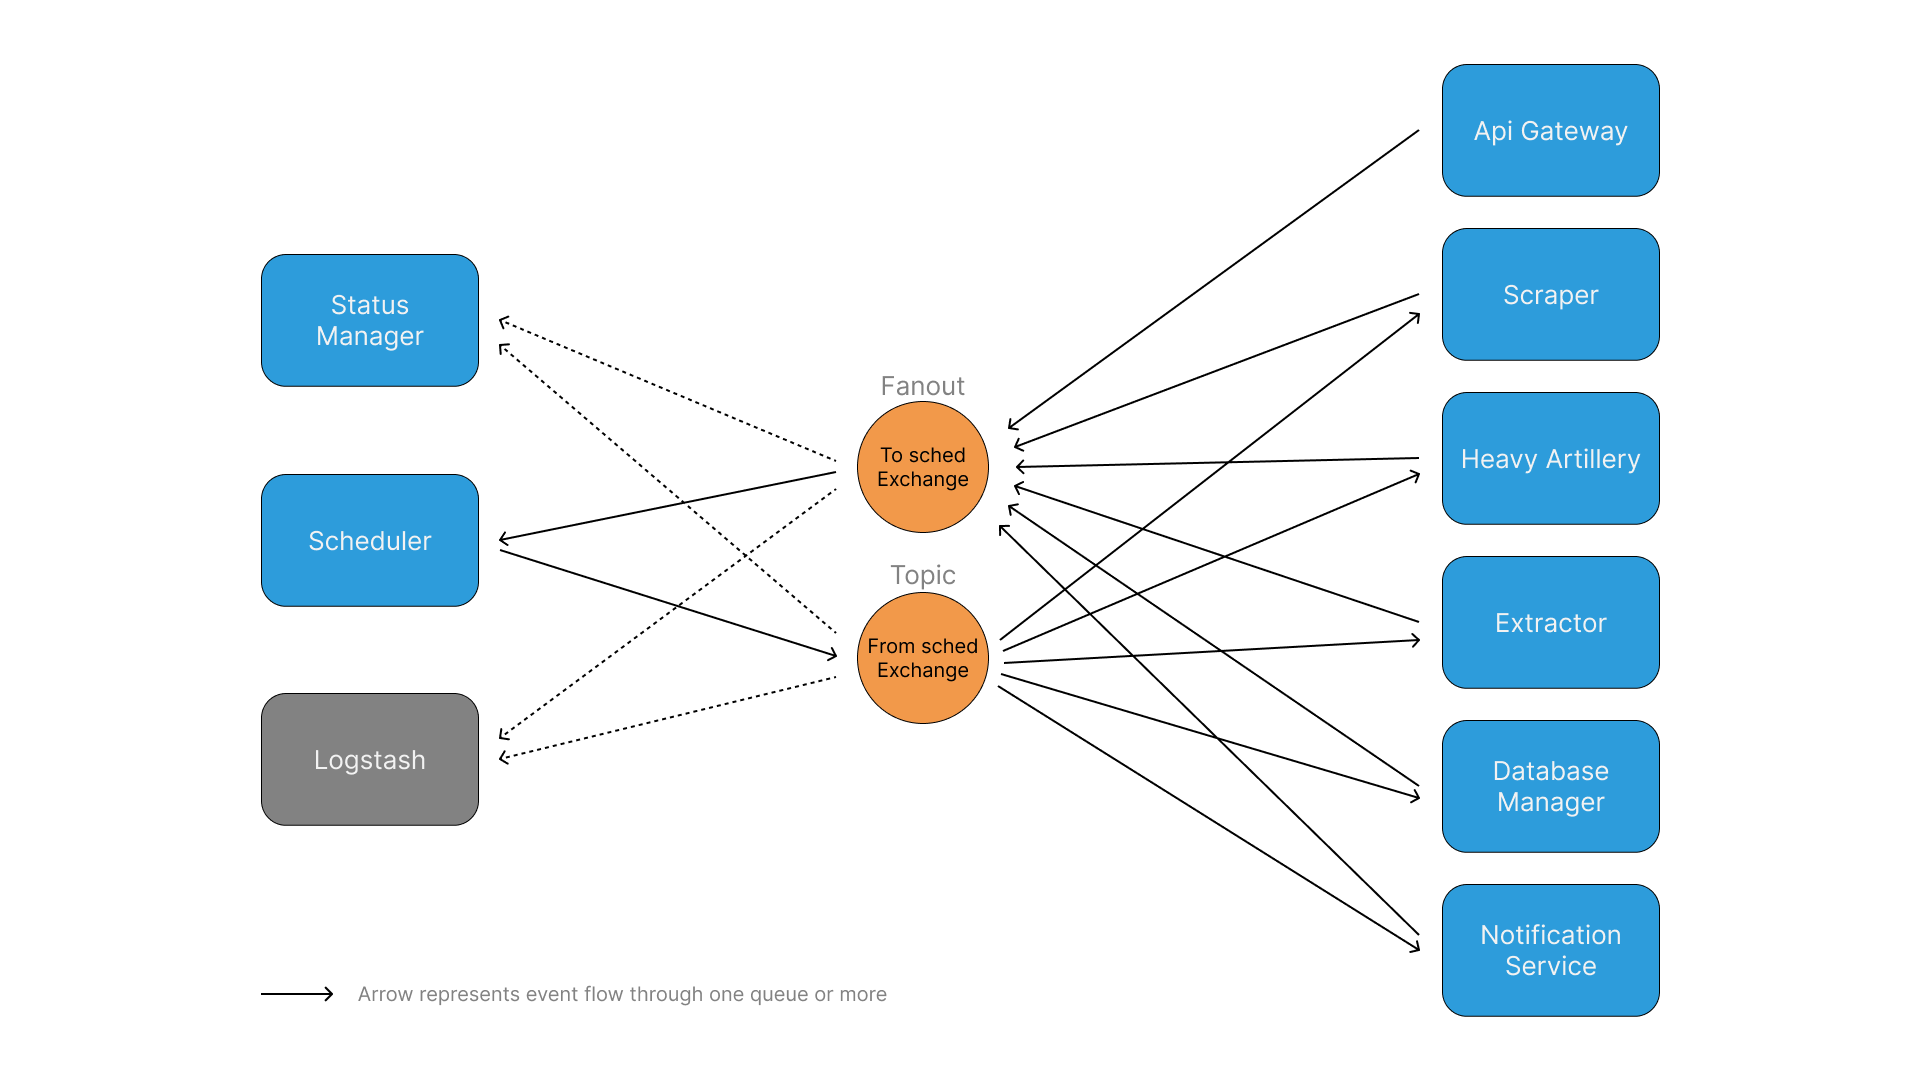 Api Gateway
Scraper
Status
Manager
Fanout
To sched
Exchange
Heavy Artillery
Scheduler
Topic
From sched
Exchange
Extractor
Logstash
Database
Manager
Notification
Service
Arrow represents event flow through one queue or more